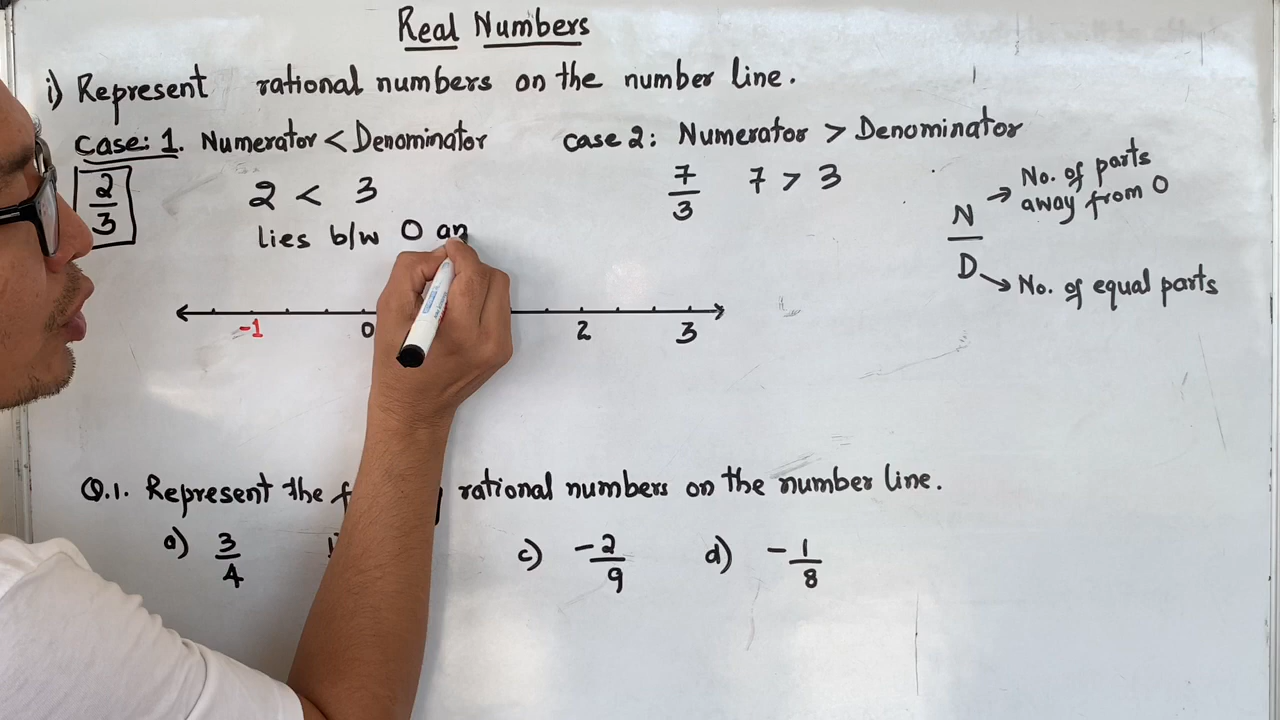 Real Numbers
i) Represent rational numbers on the number line.
Case: 1. Numerator < Denominator
2/3
2 < 3
lies b/w 0 an
case 2: Numerator > Denominator
7/3 7 > 3
N → No. of parts away from 0
D → No. of equal parts
-1 0 2 3
Q.1. Represent the rational numbers on the number line.
a) 3/4
c) -2/9 d) -1/8